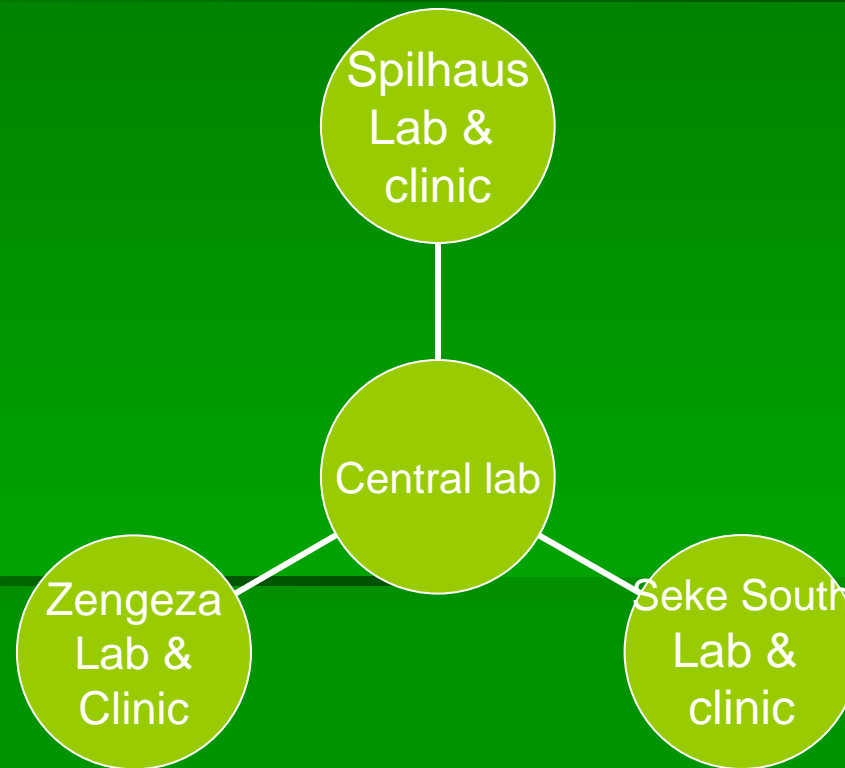 Spilhaus
Lab &
clinic
Central lab
Zengeza
Lab &
Clinic
Seke South
Lab &
clinic